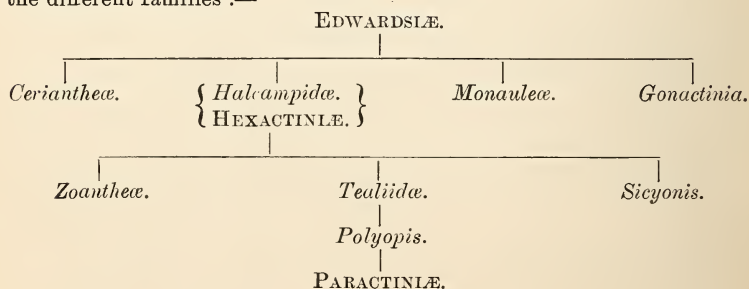 the different families :—
EDWARDSIÆ.
Ceriantheæ. { Halcampidæ. } Monauleæ. Gonactinia.
{ HEXACTINIÆ. }
Zoantheæ. Tealiidæ. Sicyonis.
Polyopis.
PARACTINIÆ.